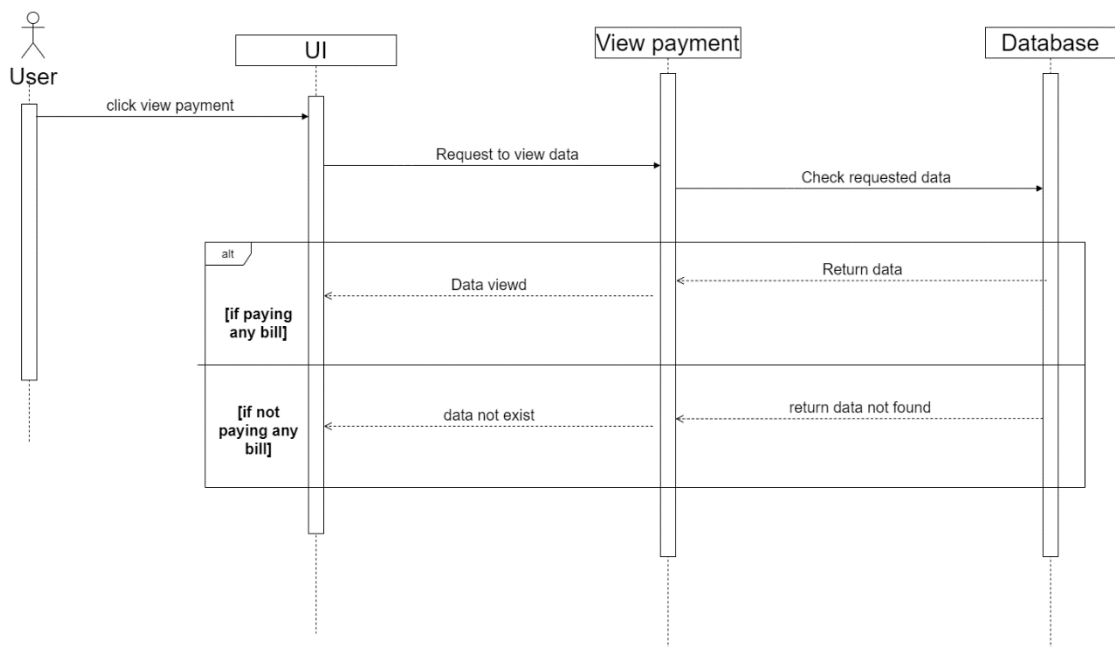 User
UI
View payment
Database
click view payment
Request to view data
Check requested data
alt
Return data
Data viewd
[if paying
any bill]
return data not found
data not exist
[if not
paying any
bill]